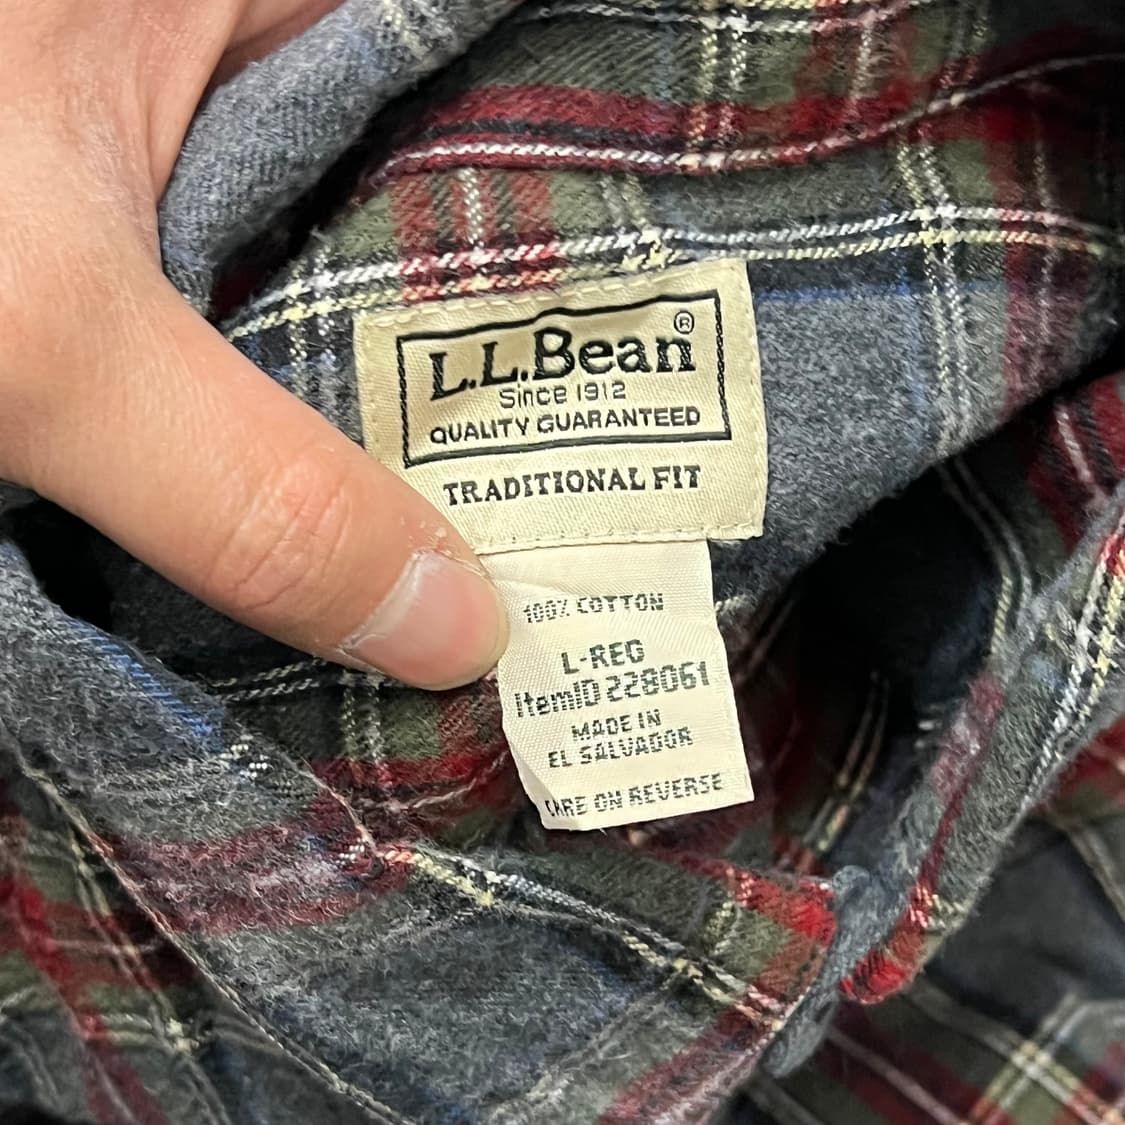 L.L.Bean®
Since 1912
QUALITY GUARANTEED
TRADITIONAL FIT
100% COTTON
L-REG
ItemID 228061
MADE IN
EL SALVADOR
CARE ON REVERSE